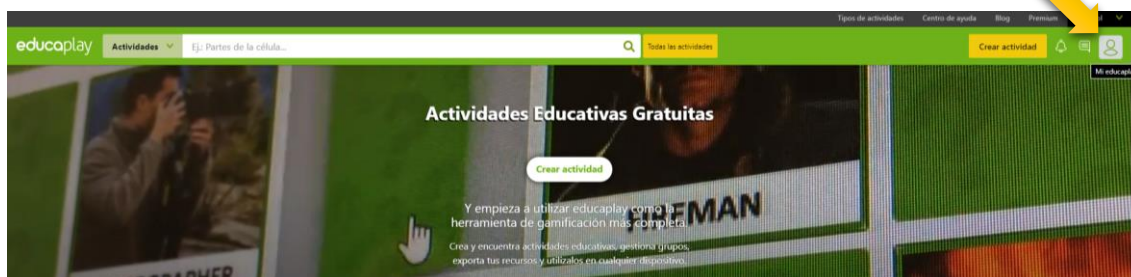 Tipos de actividades Centro de ayuda Blog Premium
educaplay Actividades Ej.: Partes de la célula... Todas las actividades Crear actividad
Mi educapla
Actividades Educativas Gratuitas
Crear actividad
Y empieza a utilizar educaplay como la
herramienta de gamificación más completa.
Crea y encuentra actividades educativas, gestiona grupos,
exporta tus recursos y utilízalos en cualquier dispositivo.